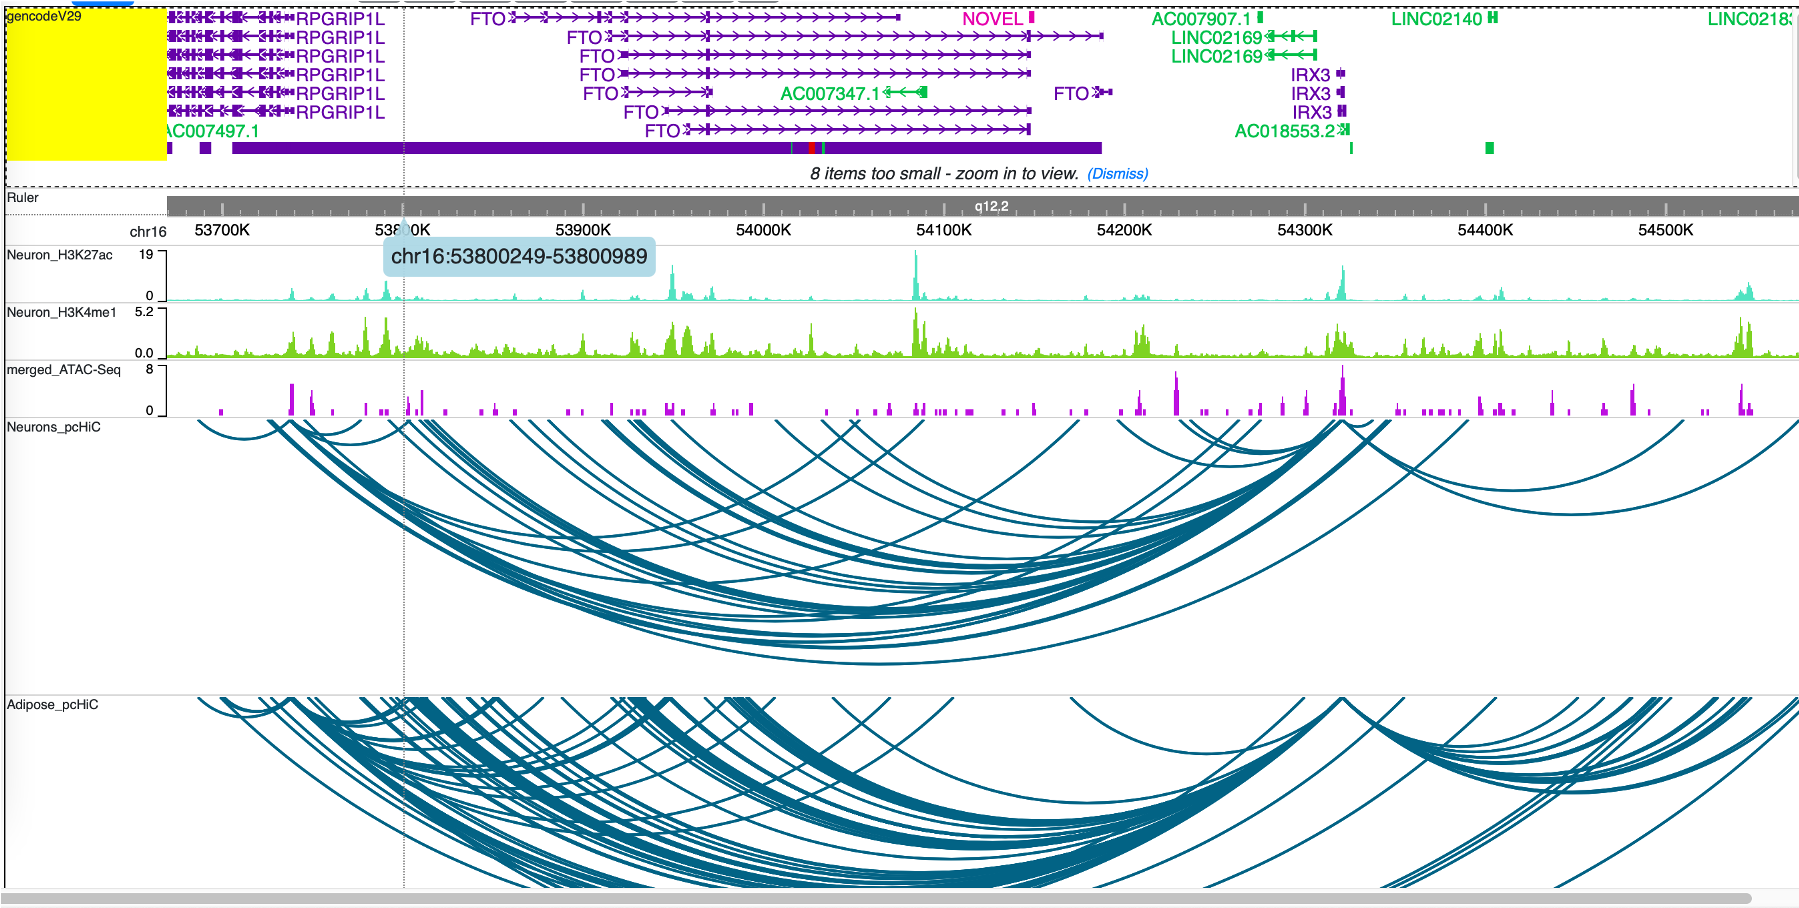 gencodeV29
RPGRIP1L FTO NOVEL AC007907.1 LINC02140 LINC0218
RPGRIP1L FTO LINC02169
RPGRIP1L FTO LINC02169
RPGRIP1L FTO IRX3
RPGRIP1L FTO AC007347.1 FTO IRX3
RPGRIP1L FTO IRX3
AC007497.1 FTO AC018553.2
8 items too small - zoom in to view. (Dismiss)
Ruler
q12.2
chr16 53700K 53800K 53900K 54000K 54100K 54200K 54300K 54400K 54500K
chr16:53800249-53800989
Neuron_H3K27ac 19
0
Neuron_H3K4me1 5.2
0.0
merged_ATAC-Seq 8
0
Neurons_pcHiC
Adipose_pcHiC